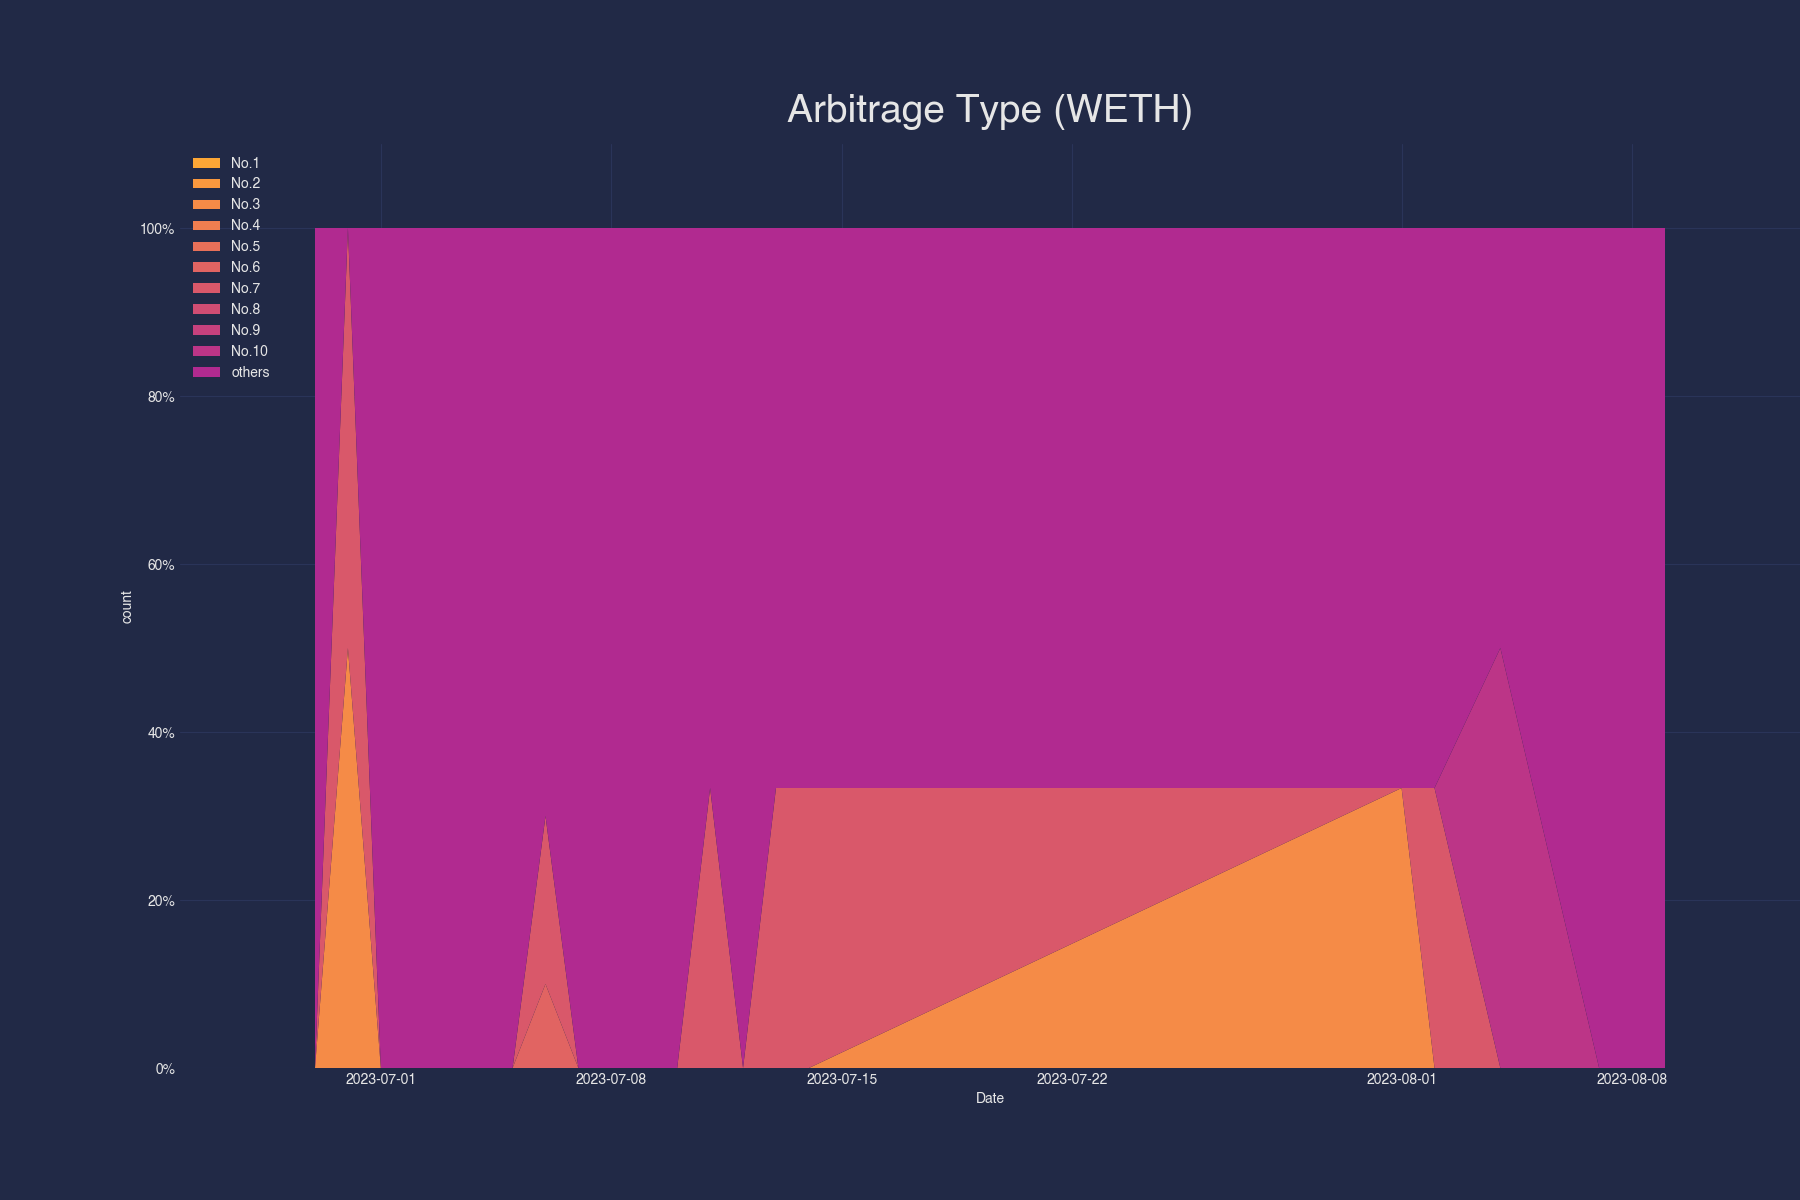 Arbitrage Type (WETH)
No.1
No.2
No.3
No.4
No.5
No.6
No.7
No.8
No.9
No.10
others
100%
80%
60%
40%
20%
0%
count
2023-07-01
2023-07-08
2023-07-15
2023-07-22
2023-08-01
2023-08-08
Date